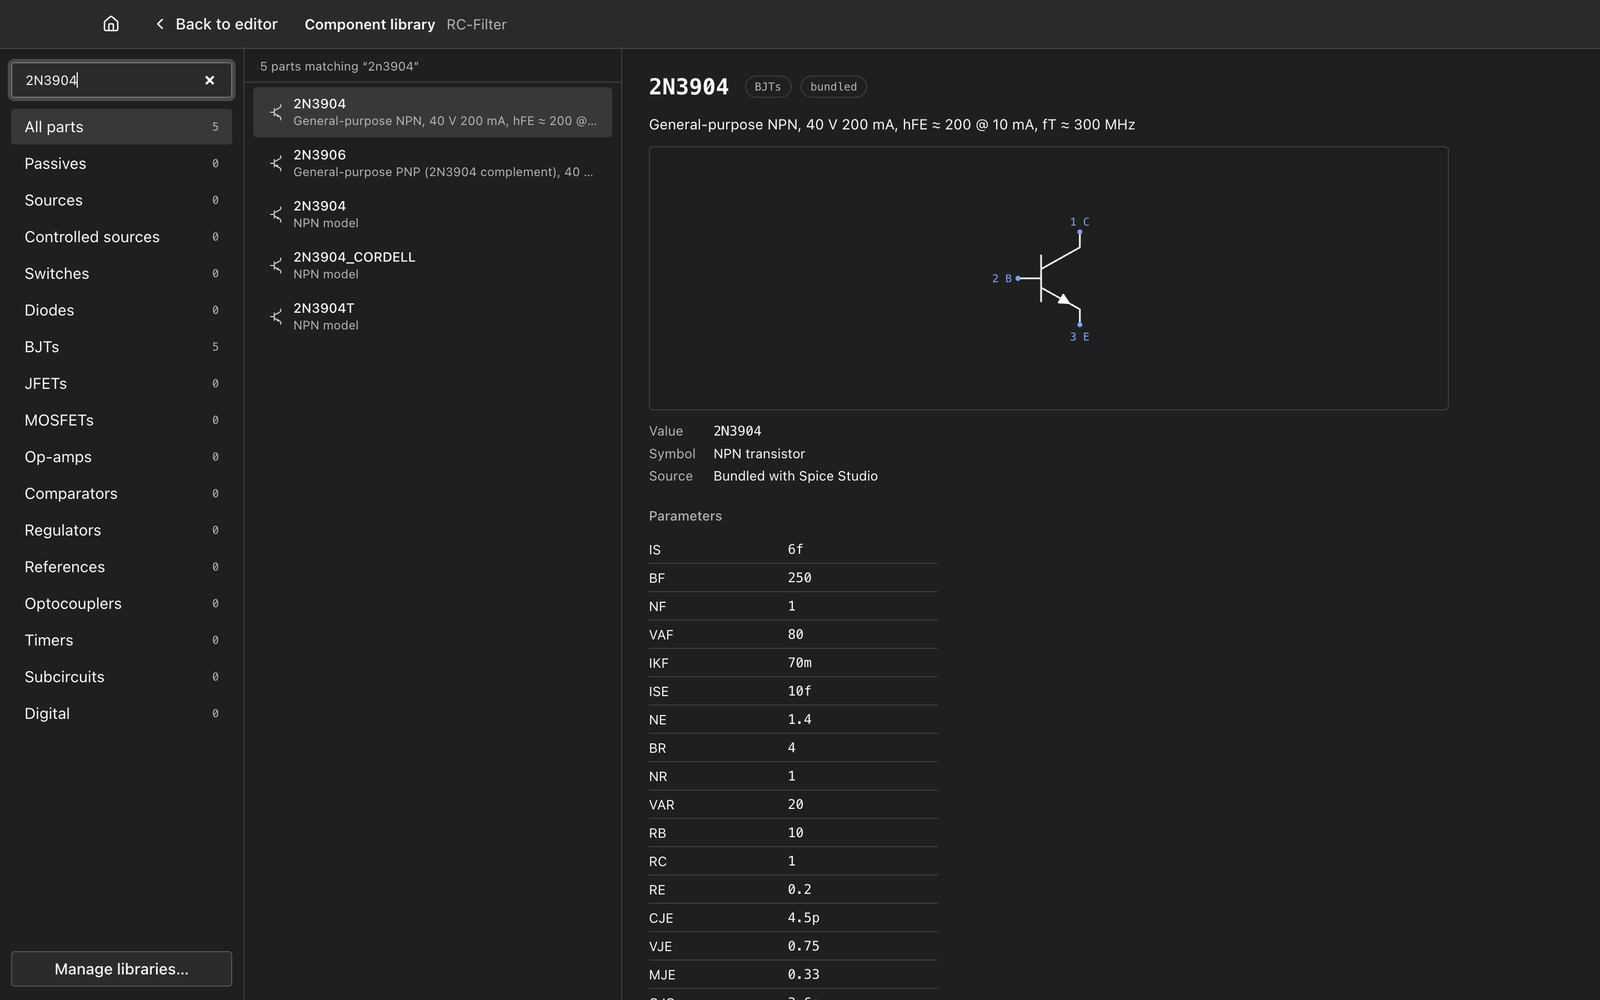 Back to editor
Component library RC-Filter
2N3904
All parts 5
Passives 0
Sources 0
Controlled sources 0
Switches 0
Diodes 0
BJTs 5
JFETs 0
MOSFETs 0
Op-amps 0
Comparators 0
Regulators 0
References 0
Optocouplers 0
Timers 0
Subcircuits 0
Digital 0
Manage libraries...
5 parts matching "2n3904"
2N3904
General-purpose NPN, 40 V 200 mA, hFE ≈ 200 @...
2N3906
General-purpose PNP (2N3904 complement), 40 ...
2N3904
NPN model
2N3904_CORDELL
NPN model
2N3904T
NPN model
2N3904 BJTs bundled
General-purpose NPN, 40 V 200 mA, hFE ≈ 200 @ 10 mA, fT ≈ 300 MHz
1 C
2 B
3 E
Value 2N3904
Symbol NPN transistor
Source Bundled with Spice Studio
Parameters
IS 6f
BF 250
NF 1
VAF 80
IKF 70m
ISE 10f
NE 1.4
BR 4
NR 1
VAR 20
RB 10
RC 1
RE 0.2
CJE 4.5p
VJE 0.75
MJE 0.33